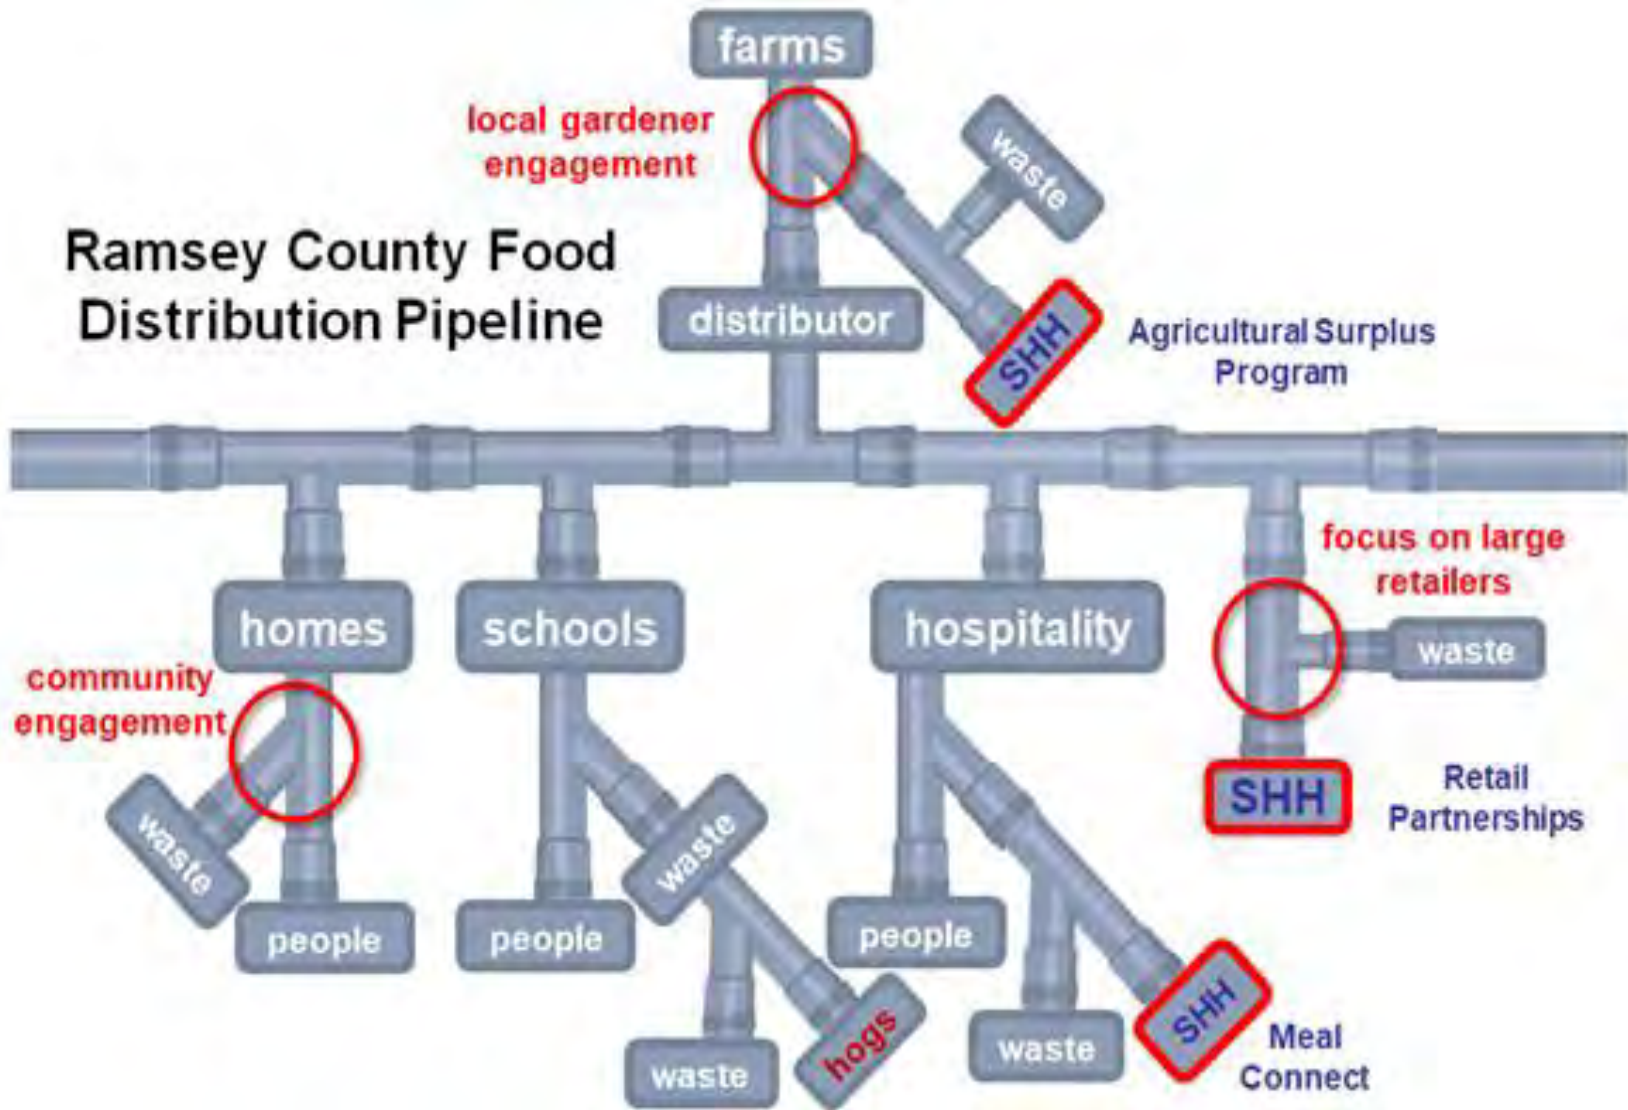 farms
local gardener
engagement
waste
Ramsey County Food
Distribution Pipeline
distributor
SHH
Agricultural Surplus
Program
focus on large
retailers
homes
schools
hospitality
waste
community
engagement
SHH
Retail
Partnerships
waste
waste
people
people
people
SHH
hogs
waste
waste
Meal
Connect